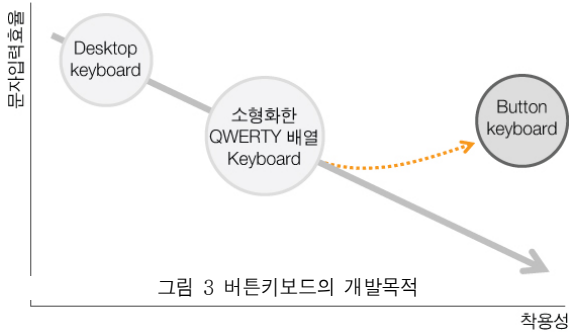 문자입력효율
Desktop
keyboard
소형화한
QWERTY 배열
Keyboard
Button
keyboard
그림 3 버튼키보드의 개발목적
착용성